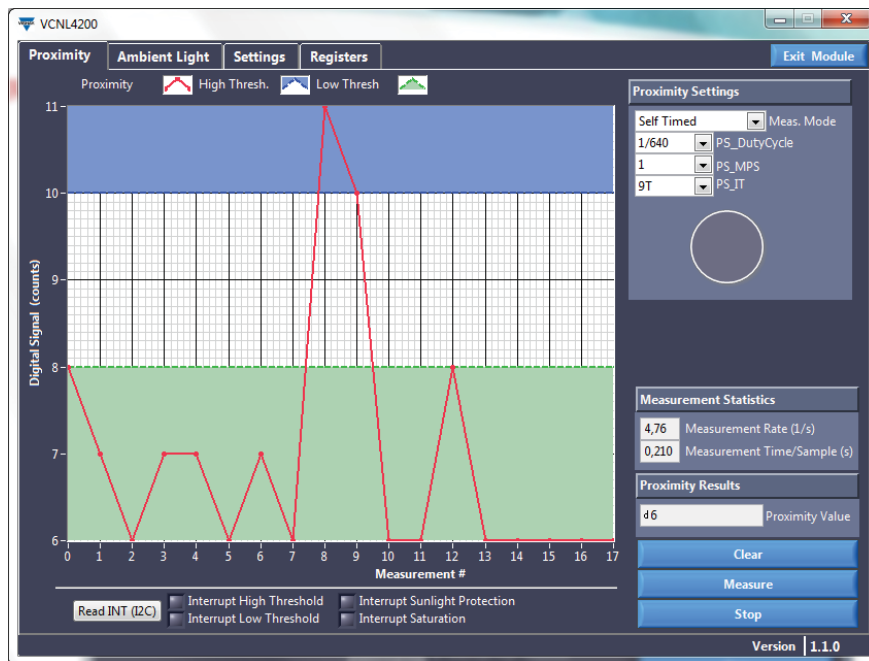 VCNL4200
Proximity Ambient Light Settings Registers Exit Module
Proximity High Thresh. Low Thresh
Digital Signal (counts)
11
10
9
8
7
6
0 1 2 3 4 5 6 7 8 9 10 11 12 13 14 15 16 17
Measurement #
Read INT (I2C)
Interrupt High Threshold Interrupt Sunlight Protection
Interrupt Low Threshold Interrupt Saturation
Proximity Settings
Self Timed Meas. Mode
1/640 PS_DutyCycle
1 PS_MPS
9T PS_IT
Measurement Statistics
4,76 Measurement Rate (1/s)
0,210 Measurement Time/Sample (s)
Proximity Results
d 6 Proximity Value
Clear
Measure
Stop
Version 1.1.0